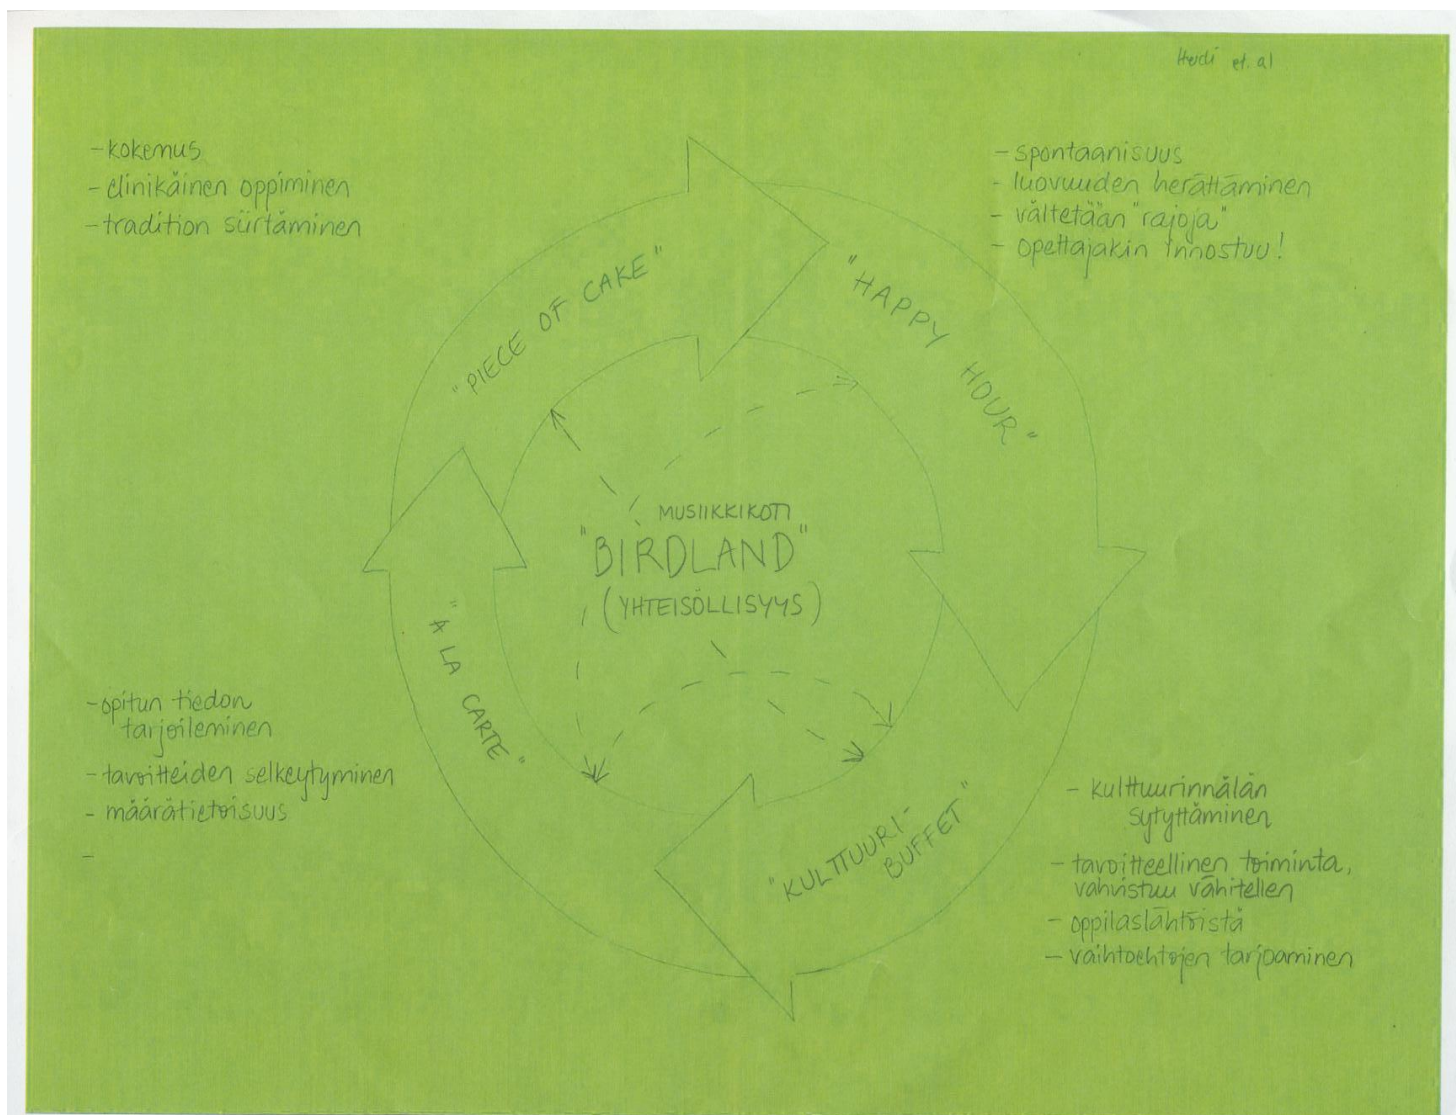 Heidi et. al
- kokemus
- elinikäinen oppiminen
- tradition siirtäminen
- spontaanisuus
- luovuuden herättäminen
- vältetään "rajoja"
- opettajakin innostuu!
"PIECE OF CAKE"
"HAPPY HOUR"
MUSIIKKIKOTI
"BIRDLAND"
(YHTEISÖLLISYYS)
"Á LA CARTE"
"KULTTUURI-
BUFFET"
- opitun tiedon
tarjoileminen
- tavoitteiden selkeytyminen
- määrätietoisuus
-
- kulttuurinnälän
sytyttäminen
- tavoitteellinen toiminta,
vahvistuu vähitellen
- oppilaslähtöistä
- vaihtoehtojen tarjoaminen